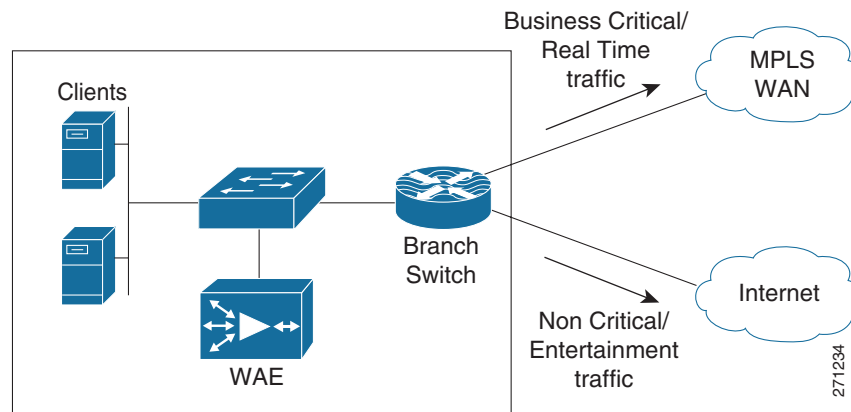 Business Critical/
Real Time
traffic
MPLS
WAN
Clients
Branch
Switch
Internet
WAE
Non Critical/
Entertainment
traffic
271234